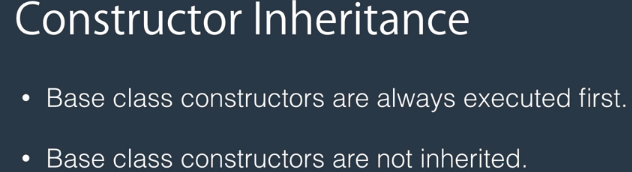 Constructor Inheritance
• Base class constructors are always executed first.
• Base class constructors are not inherited.